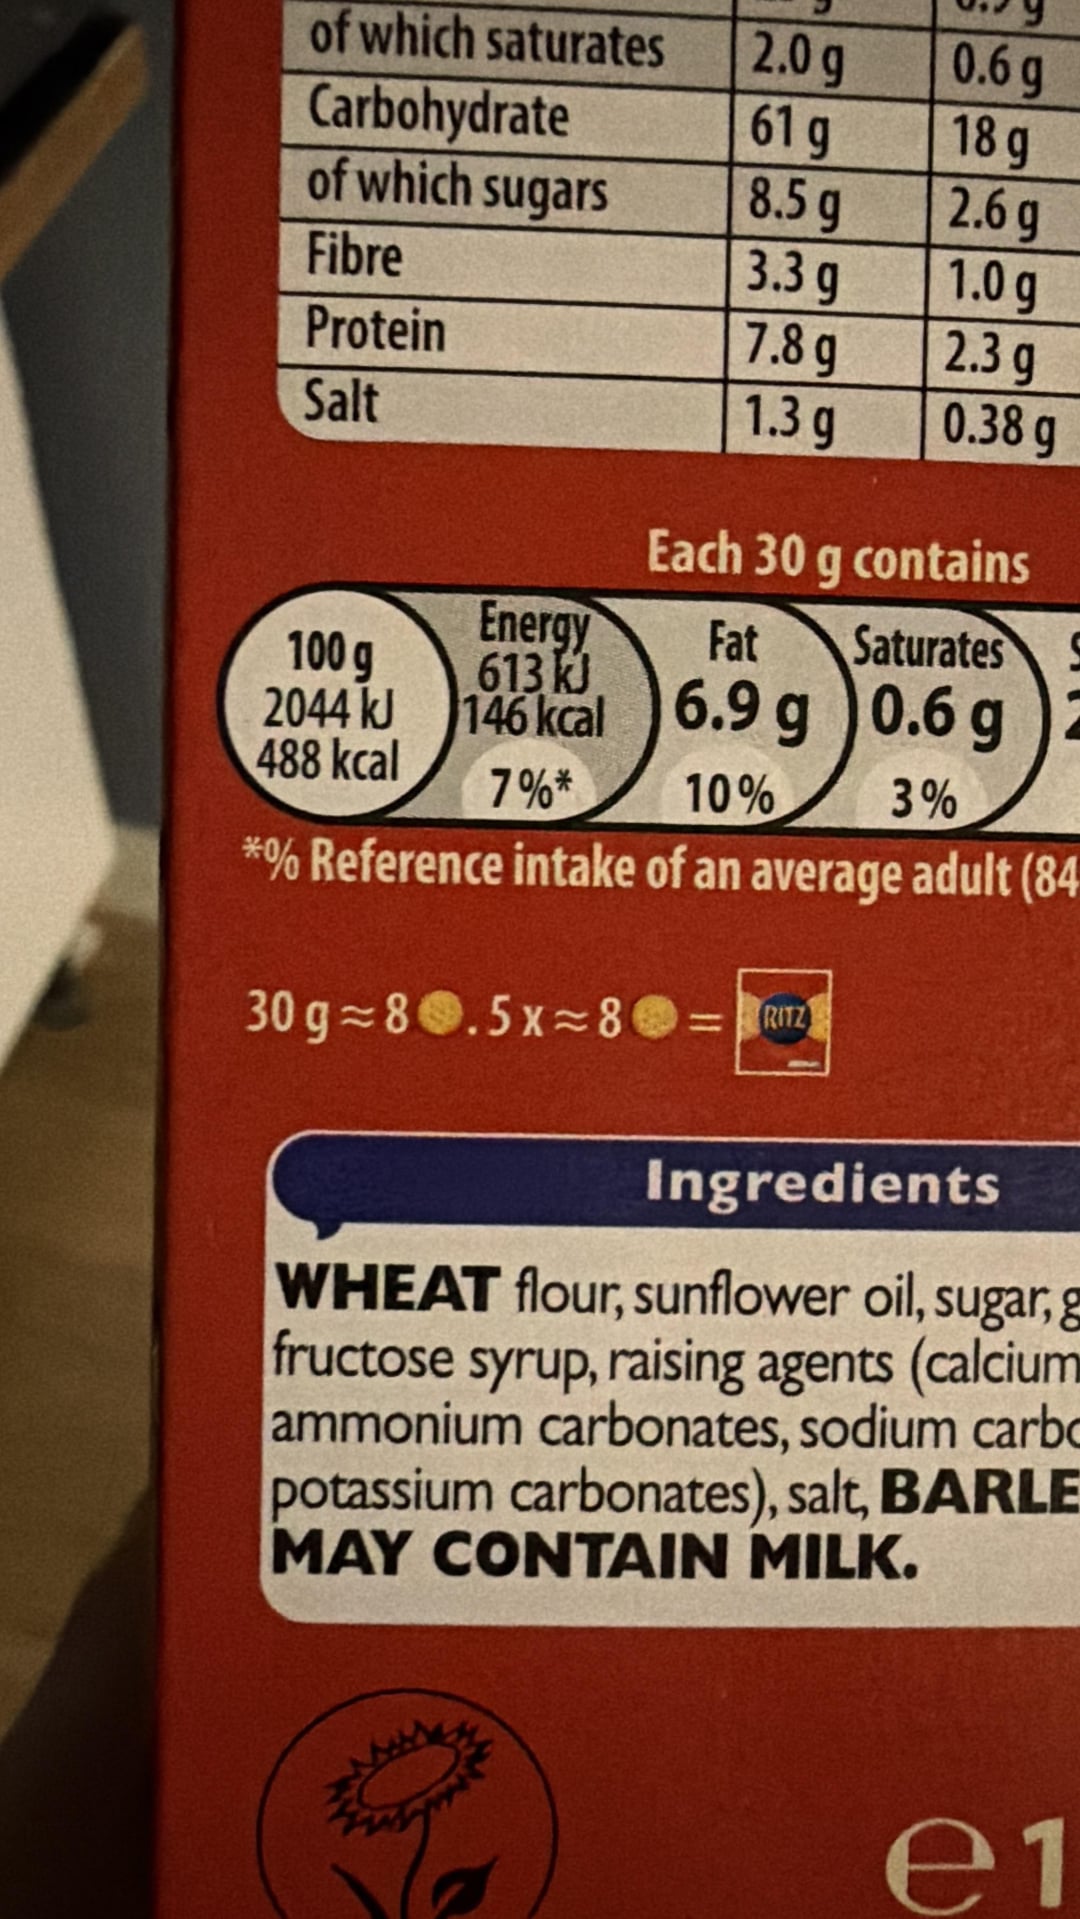 of which saturates 2.0 g 0.6 g
Carbohydrate 61 g 18 g
of which sugars 8.5 g 2.6 g
Fibre 3.3 g 1.0 g
Protein 7.8 g 2.3 g
Salt 1.3 g 0.38 g
Each 30 g contains
100 g
2044 kJ
488 kcal
Energy
613 kJ
146 kcal
7%*
Fat
6.9 g
10%
Saturates
0.6 g
3%
*% Reference intake of an average adult (84
30 g ≈ 8 . 5 x ≈ 8 = RITZ
Ingredients
WHEAT flour, sunflower oil, sugar, g
fructose syrup, raising agents (calcium
ammonium carbonates, sodium carbo
potassium carbonates), salt, BARLE
MAY CONTAIN MILK.
e 1